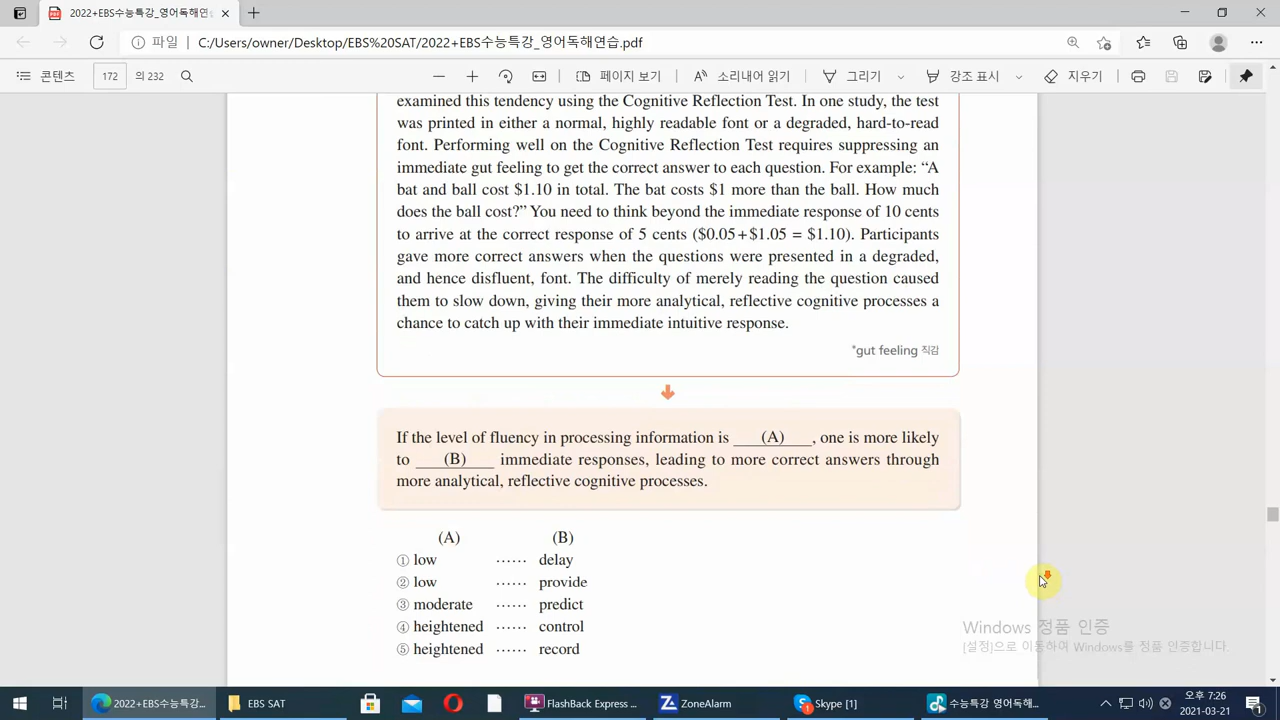 2022+EBS수능특강_영어독해연
파일 C:/Users/owner/Desktop/EBS%20SAT/2022+EBS수능특강_영어독해연습.pdf
콘텐츠 172 의 232 페이지 보기 소리내어 읽기 그리기 강조 표시 지우기
examined this tendency using the Cognitive Reflection Test. In one study, the test
was printed in either a normal, highly readable font or a degraded, hard-to-read
font. Performing well on the Cognitive Reflection Test requires suppressing an
immediate gut feeling to get the correct answer to each question. For example: “A
bat and ball cost $1.10 in total. The bat costs $1 more than the ball. How much
does the ball cost?” You need to think beyond the immediate response of 10 cents
to arrive at the correct response of 5 cents ($0.05+$1.05 = $1.10). Participants
gave more correct answers when the questions were presented in a degraded,
and hence disfluent, font. The difficulty of merely reading the question caused
them to slow down, giving their more analytical, reflective cognitive processes a
chance to catch up with their immediate intuitive response.
*gut feeling 직감
If the level of fluency in processing information is (A), one is more likely
to (B) immediate responses, leading to more correct answers through
more analytical, reflective cognitive processes.
(A) (B)
① low ······ delay
② low ······ provide
③ moderate ······ predict
④ heightened ······ control
⑤ heightened ······ record
Windows 정품 인증
[설정]으로 이동하여 Windows를 정품 인증합니다.
2022+EBS수능특강_... EBS SAT FlashBack Express ... ZoneAlarm Skype [1] 수능특강 영어독해... 오후 7:26
2021-03-21